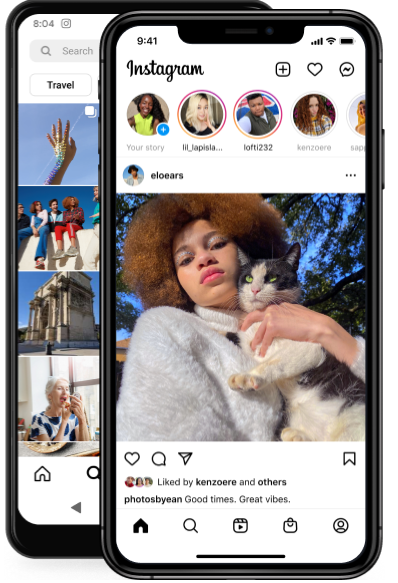 8:04
Search
Travel
9:41
Instagram
Your story
lil_lapisla...
lofti232
kenzoere
sapp
eloears
Liked by kenzoere and others
photosbyean Good times. Great vibes.